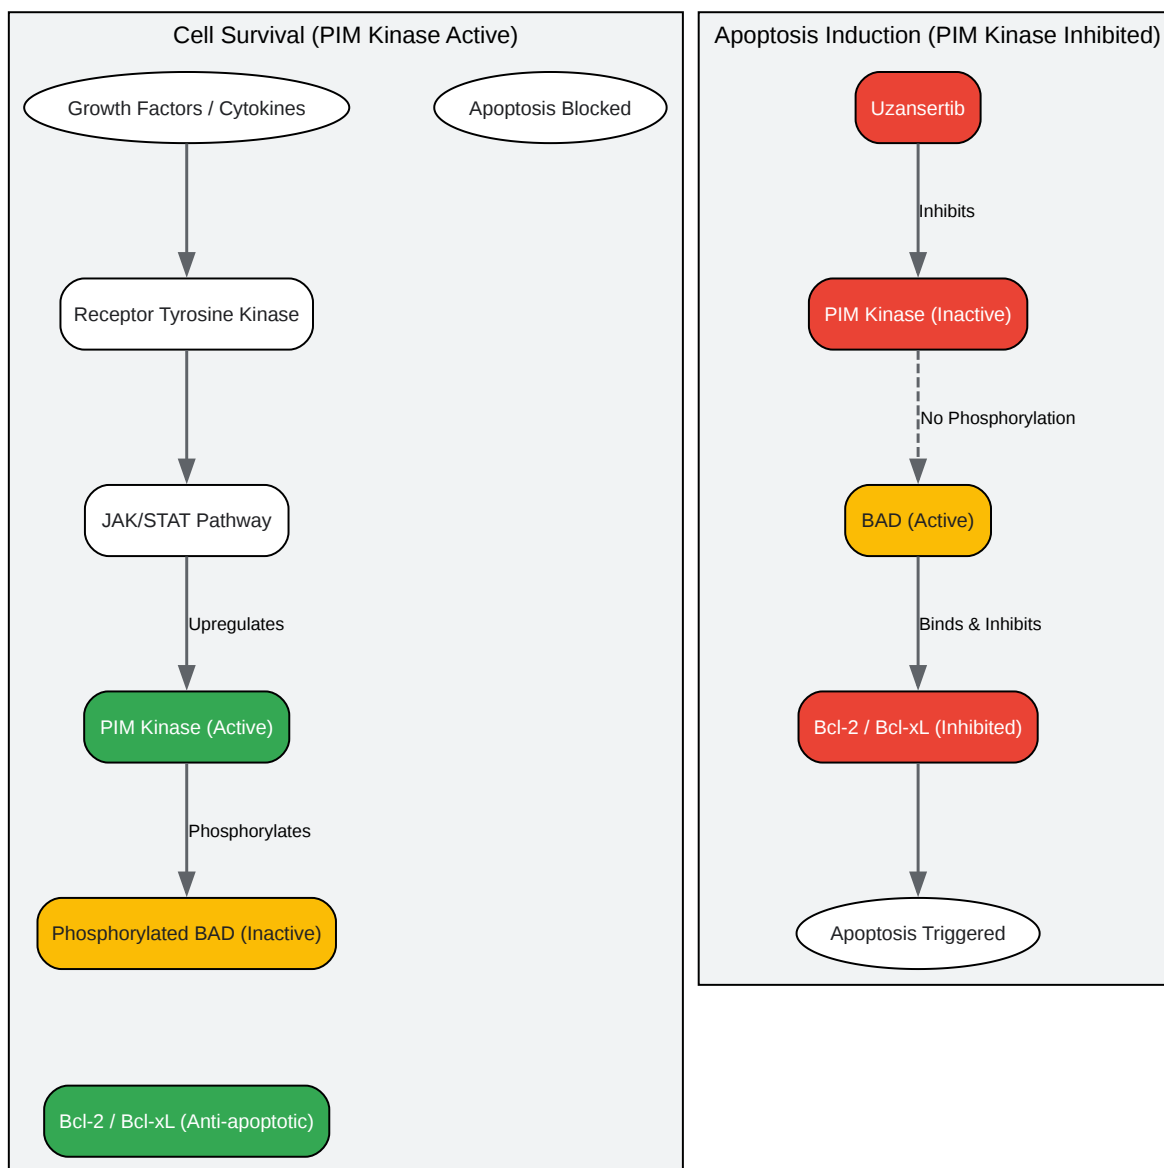 Cell Survival (PIM Kinase Active)
Growth Factors / Cytokines
Apoptosis Blocked
Receptor Tyrosine Kinase
JAK/STAT Pathway
Upregulates
PIM Kinase (Active)
Phosphorylates
Phosphorylated BAD (Inactive)
Bcl-2 / Bcl-xL (Anti-apoptotic)
Apoptosis Induction (PIM Kinase Inhibited)
Uzansertib
Inhibits
PIM Kinase (Inactive)
No Phosphorylation
BAD (Active)
Binds & Inhibits
Bcl-2 / Bcl-xL (Inhibited)
Apoptosis Triggered